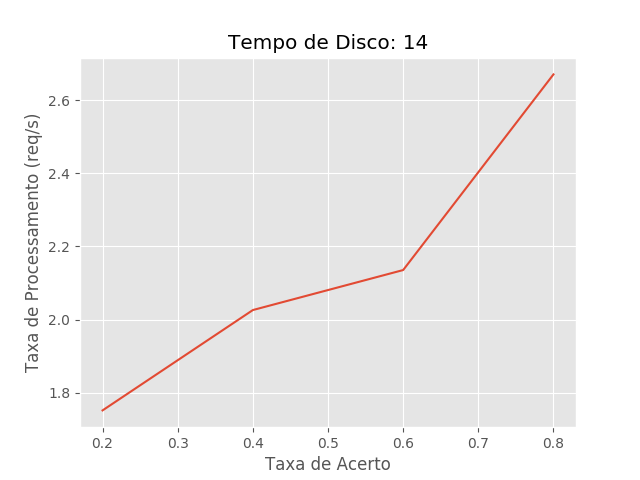 Tempo de Disco: 14
Taxa de Processamento (req/s)
2.6
2.4
2.2
2.0
1.8
0.2 0.3 0.4 0.5 0.6 0.7 0.8
Taxa de Acerto